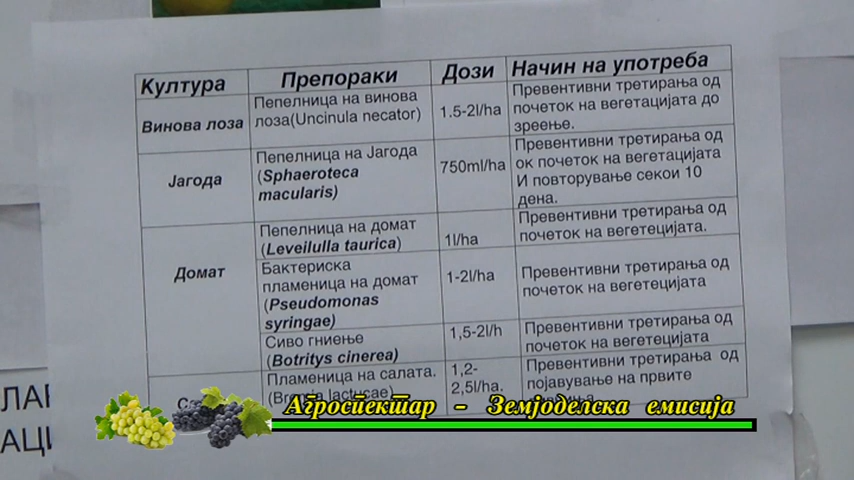 Култура Препораки Дози Начин на употреба
Винова лоза
Пепелница на винова
лоза(Uncinula necator)
1.5-2l/ha
Превентивни третирања од
почеток на вегетацијата до
зреење.
Јагода
Пепелница на Јагода
(Sphaeroteca
macularis)
750ml/ha
Превентивни третирања од
ок почеток на вегетацијата
И повторување секои 10
дена.
Домат
Пепелница на домат
(Leveilulla taurica)
1l/ha
Превентивни третирања од
почеток на вегетецијата.
Бактериска
пламеница на домат
(Pseudomonas
syringae)
1-2l/ha
Превентивни третирања од
почеток на вегетецијата
Сиво гниење
(Botritys cinerea)
1,5-2l/h
Превентивни третирања од
почеток на вегетецијата
Пламеница на салата.
lactucae)
1,2-
2,5l/ha.
Превентивни третирања од
појавување на првите
Агроспектар - Земјоделска емисија